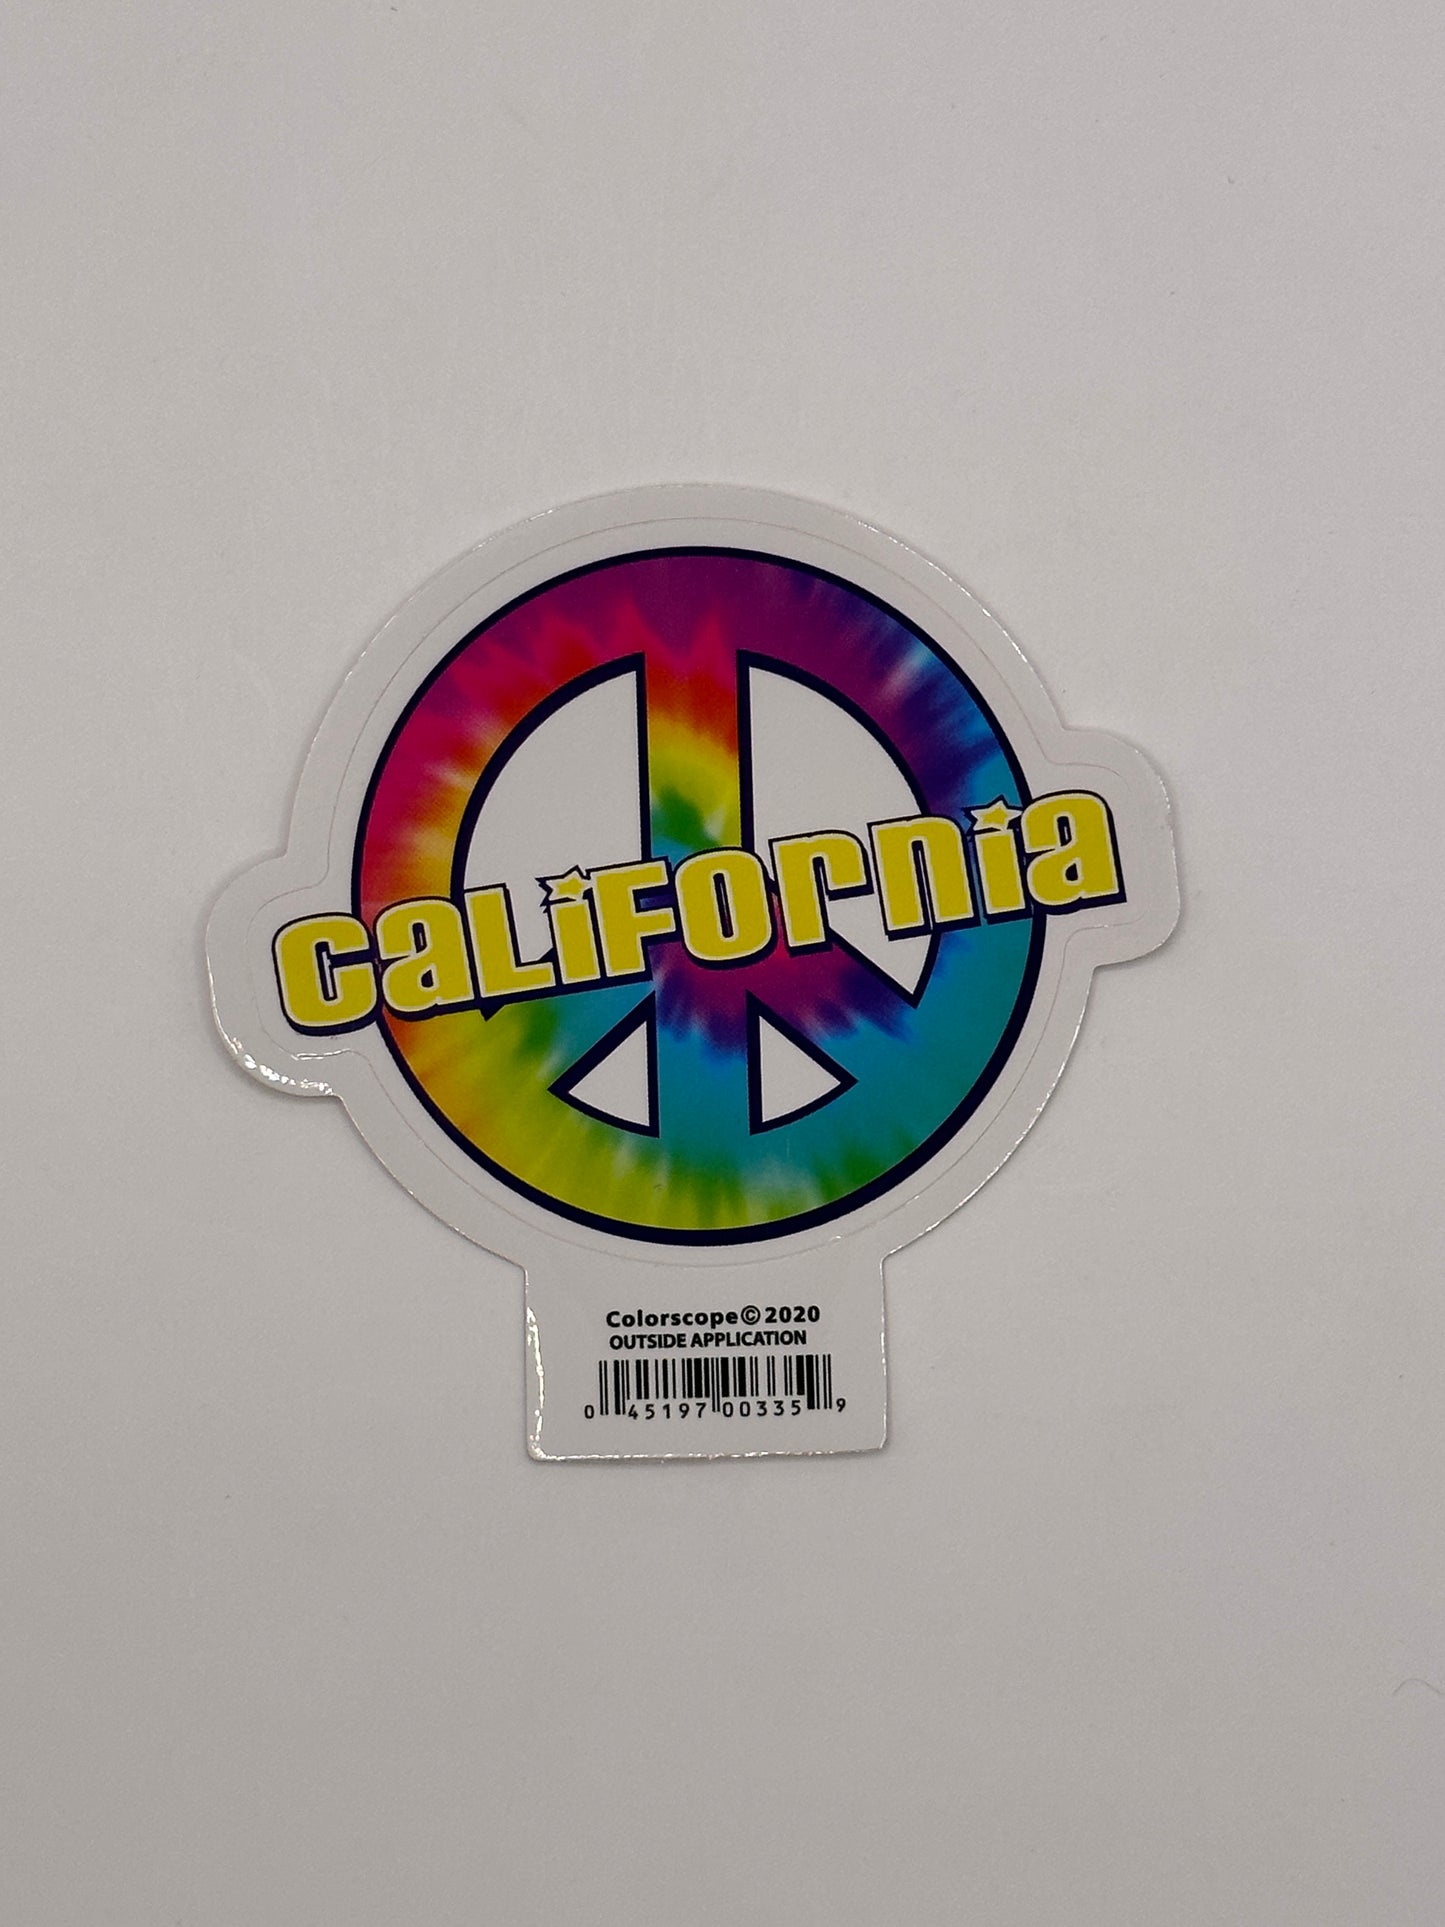 CaLiFOrnia
Colorscope©2020
OUTSIDE APPLICATION
0 45197 00335 9